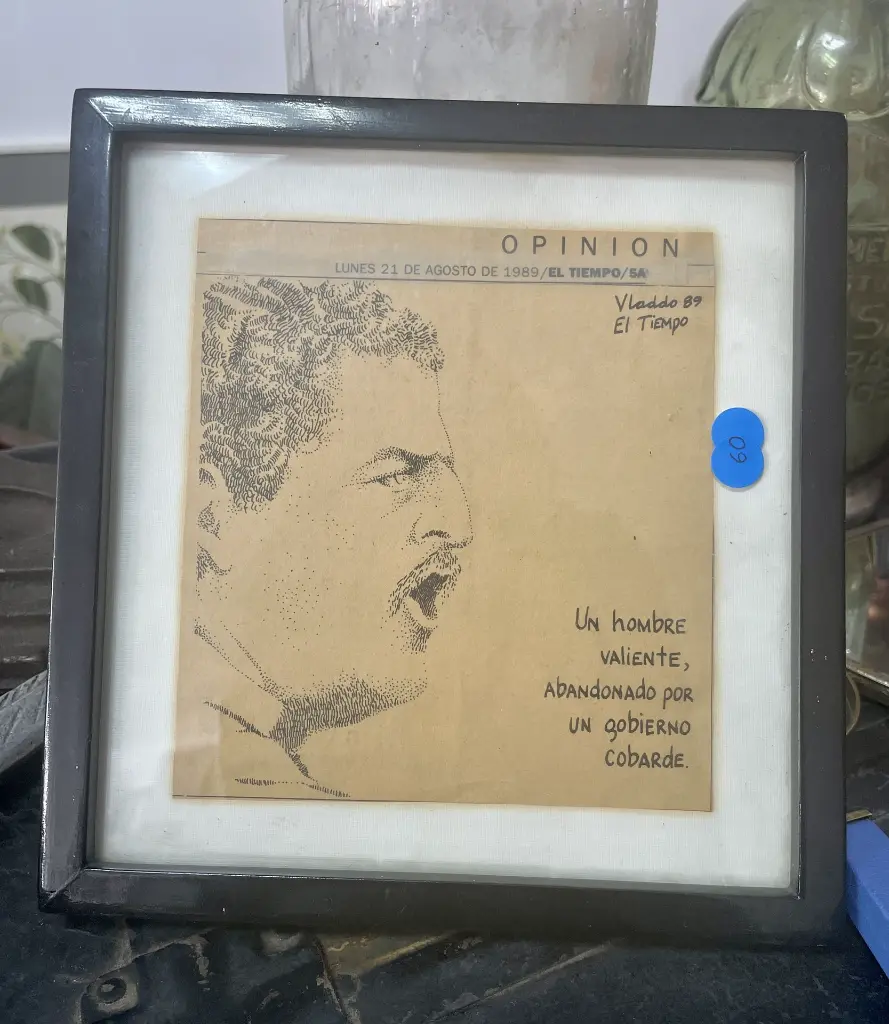 OPINION
LUNES 21 DE AGOSTO DE 1989/EL TIEMPO/5A
Vladdo 89
El Tiempo
Un hombre
valiente,
abandonado por
un gobierno
cobarde.
60